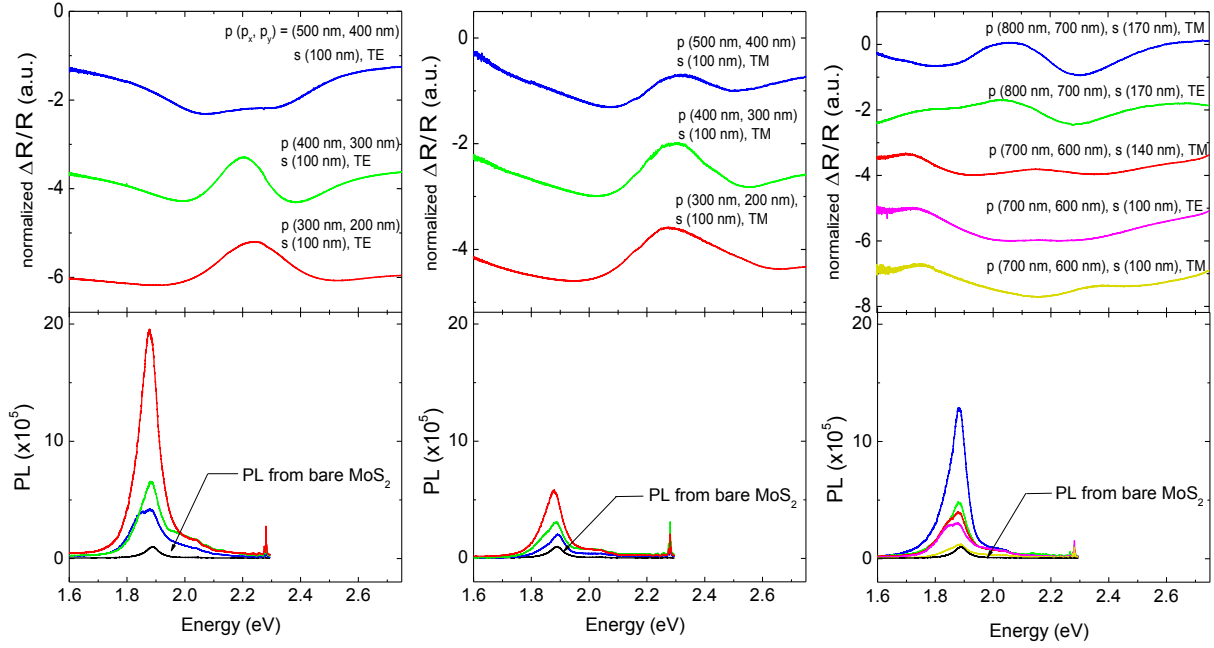 0
-2
-4
-6
normalized ΔR/R (a.u.)
p (pₓ, pᵧ) = (500 nm, 400 nm)
s (100 nm), TE
p (400 nm, 300 nm)
s (100 nm), TE
p (300 nm, 200 nm)
s (100 nm), TE
20
10
0
PL (x10⁵)
PL from bare MoS₂
1.6 1.8 2.0 2.2 2.4 2.6
Energy (eV)
0
-2
-4
normalized ΔR/R (a.u.)
p (500 nm, 400 nm)
s (100 nm), TM
p (400 nm, 300 nm)
s (100 nm), TM
p (300 nm, 200 nm),
s (100 nm), TM
20
10
0
PL (x10⁵)
PL from bare MoS₂
1.6 1.8 2.0 2.2 2.4 2.6
Energy (eV)
0
-2
-4
-6
-8
normalized ΔR/R (a.u.)
p (800 nm, 700 nm) s (170 nm), TM
p (800 nm, 700 nm), s (170 nm), TE
p (700 nm, 600 nm), s (140 nm), TM
p (700 nm, 600 nm), s (100 nm), TE
p (700 nm, 600 nm), s (100 nm), TM
20
10
0
PL (x10⁵)
PL from bare MoS₂
1.6 1.8 2.0 2.2 2.4 2.6
Energy (eV)